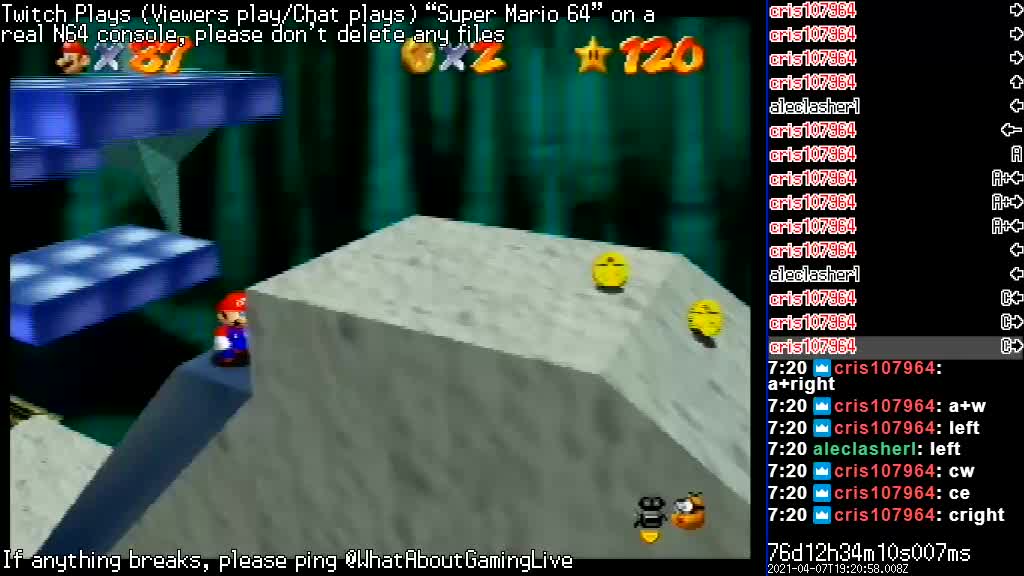 Twitch Plays (Viewers play/Chat plays) “Super Mario 64” on a
real N64 console, please don't delete any files
×87 ×2 120
cris107964
cris107964
cris107964
cris107964
aleclasherl
cris107964
cris107964 A
cris107964 A+←
cris107964 A+→
cris107964 A+←
cris107964
aleclasherl
cris107964 C←
cris107964 C→
cris107964 C→
7:20 cris107964:
a+right
7:20 cris107964: a+w
7:20 cris107964: left
7:20 aleclasherl: left
7:20 cris107964: cw
7:20 cris107964: ce
7:20 cris107964: cright
If anything breaks, please ping @WhatAboutGamingLive
76d12h34m10s007ms
2021-04-07T19:20:58.008Z